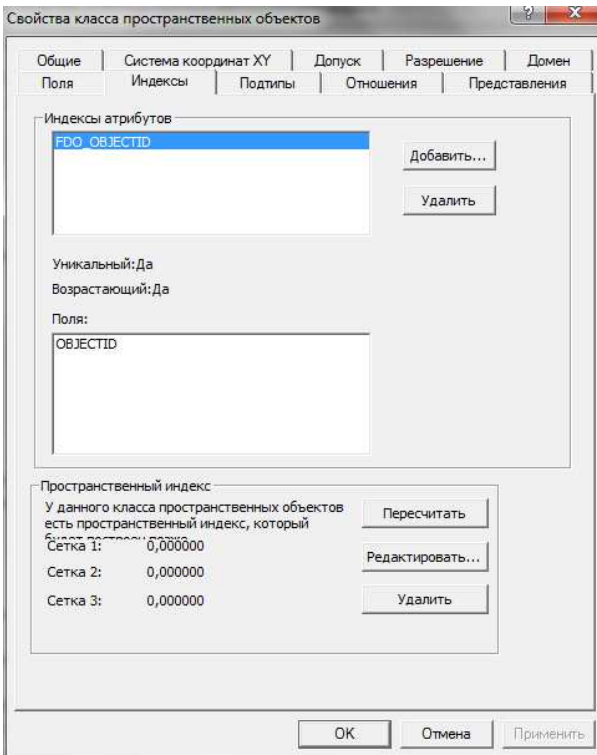 Свойства класса пространственных объектов
Общие Система координат XY Допуск Разрешение Домен
Поля Индексы Подтипы Отношения Представления
Индексы атрибутов
FDO_OBJECTID
Добавить...
Удалить
Уникальный:Да
Возрастающий:Да
Поля:
OBJECTID
Пространственный индекс
У данного класса пространственных объектов
есть пространственный индекс, который
Пересчитать
Сетка 1: 0,000000
Редактировать...
Сетка 2: 0,000000
Сетка 3: 0,000000
Удалить
OK Отмена Применить